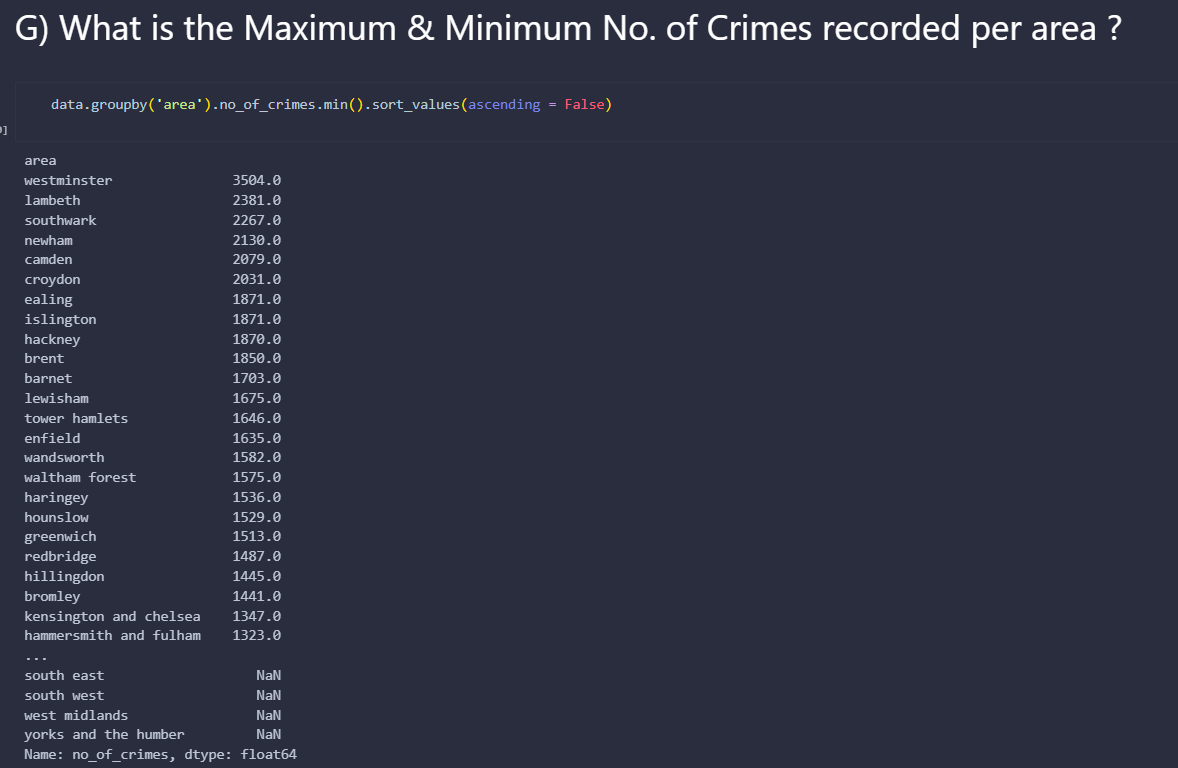 G) What is the Maximum & Minimum No. of Crimes recorded per area ?
data.groupby('area').no_of_crimes.min().sort_values(ascending = False)
]
area
westminster 3504.0
lambeth 2381.0
southwark 2267.0
newham 2130.0
camden 2079.0
croydon 2031.0
ealing 1871.0
islington 1871.0
hackney 1870.0
brent 1850.0
barnet 1703.0
lewisham 1675.0
tower hamlets 1646.0
enfield 1635.0
wandsworth 1582.0
waltham forest 1575.0
haringey 1536.0
hounslow 1529.0
greenwich 1513.0
redbridge 1487.0
hillingdon 1445.0
bromley 1441.0
kensington and chelsea 1347.0
hammersmith and fulham 1323.0
...
south east NaN
south west NaN
west midlands NaN
yorks and the humber NaN
Name: no_of_crimes, dtype: float64